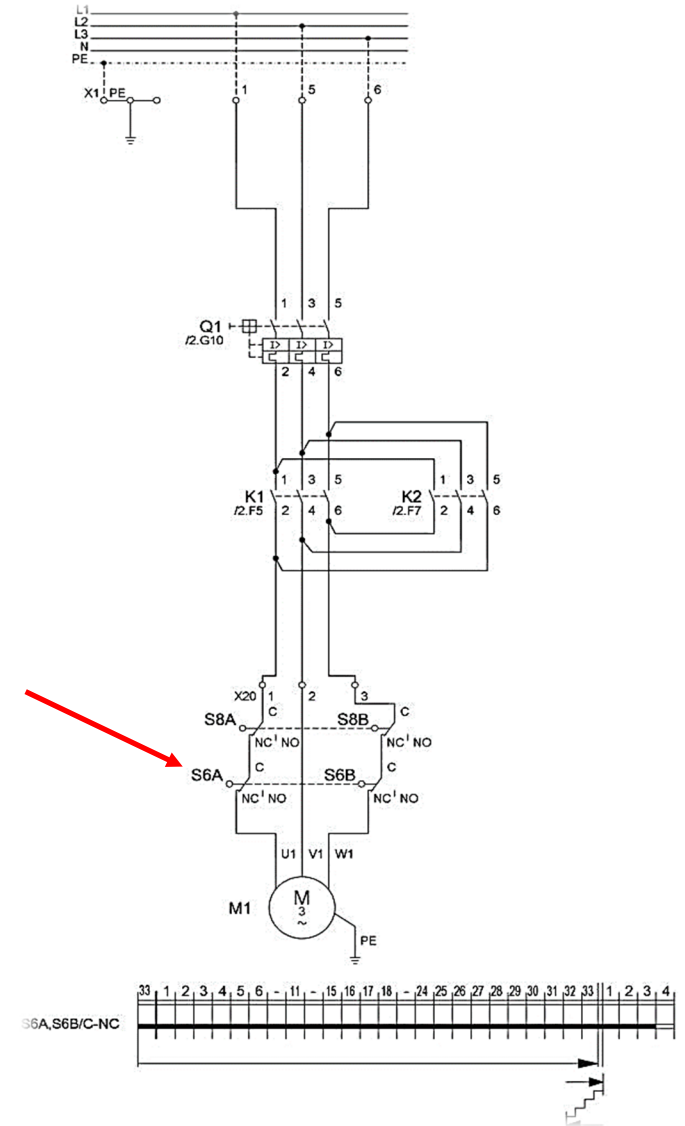 L1
L2
L3
N
PE
X1 PE 1 5 6
1 3 5
Q1
/2.G10
I> I> I>
2 4 6
1 3 5 1 3 5
K1 K2
/2.F5 2 4 6 /2.F7 2 4 6
X20 1 2 3
C C
S8A S8B
NC NO NC NO
C C
S6A S6B
NC NO NC NO
U1 V1 W1
M1 M
3
~
PE
33 1 2 3 4 5 6 - 11 - 15 16 17 18 - 24 25 26 27 28 29 30 31 32 33 1 2 3 4
S6A,S6B/C-NC